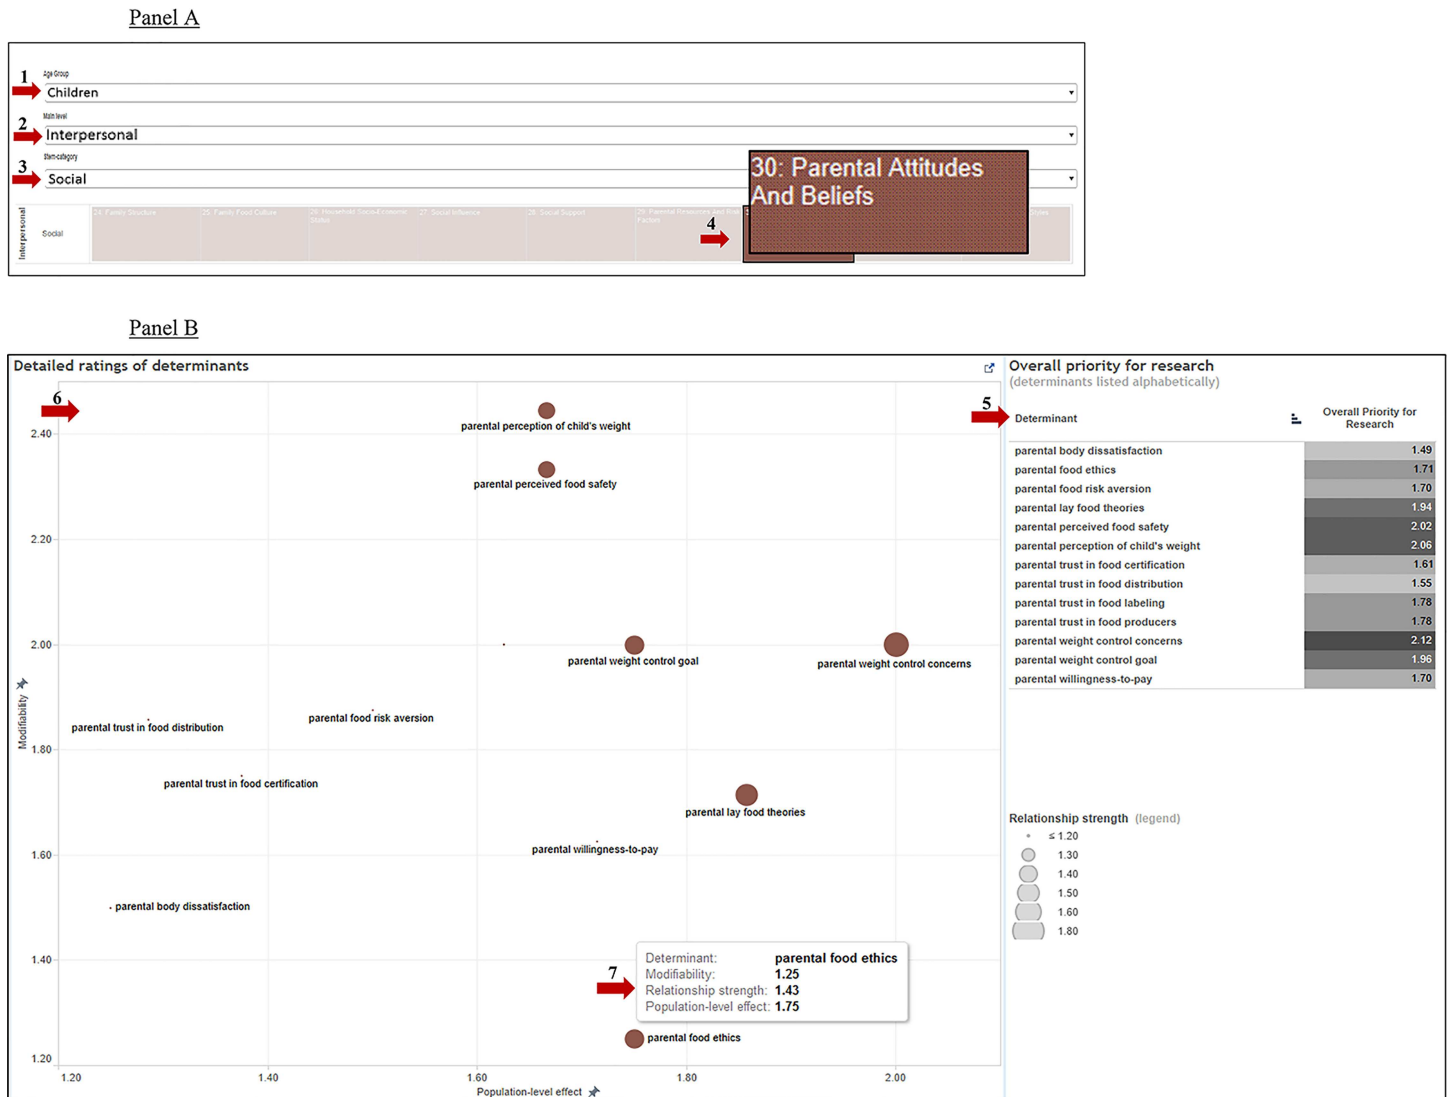 Panel A
1
Age Group
Children
2
Main level
Interpersonal
3
Stem-category
Social
Interpersonal
Social
24: Family Structure
25: Family Food Culture
26: Household Socio-Economic
Status
27: Social Influence
28: Social Support
29: Parental Resources And Risk
Factors
4
30: Parental Attitudes
And Beliefs
Styles
Panel B
Detailed ratings of determinants
6
2.40
2.20
2.00
1.80
1.60
1.40
1.20
Modifiability
parental perception of child's weight
parental perceived food safety
parental weight control goal
parental weight control concerns
parental food risk aversion
parental trust in food distribution
parental trust in food certification
parental lay food theories
parental willingness-to-pay
parental body dissatisfaction
7
Determinant: parental food ethics
Modifiability: 1.25
Relationship strength: 1.43
Population-level effect: 1.75
parental food ethics
1.20 1.40 1.60 1.80 2.00
Population-level effect
Overall priority for research
(determinants listed alphabetically)
5
Determinant
Overall Priority for
Research
parental body dissatisfaction 1.49
parental food ethics 1.71
parental food risk aversion 1.70
parental lay food theories 1.94
parental perceived food safety 2.02
parental perception of child's weight 2.06
parental trust in food certification 1.61
parental trust in food distribution 1.55
parental trust in food labeling 1.78
parental trust in food producers 1.78
parental weight control concerns 2.12
parental weight control goal 1.96
parental willingness-to-pay 1.70
Relationship strength (legend)
≤ 1.20
1.30
1.40
1.50
1.60
1.80